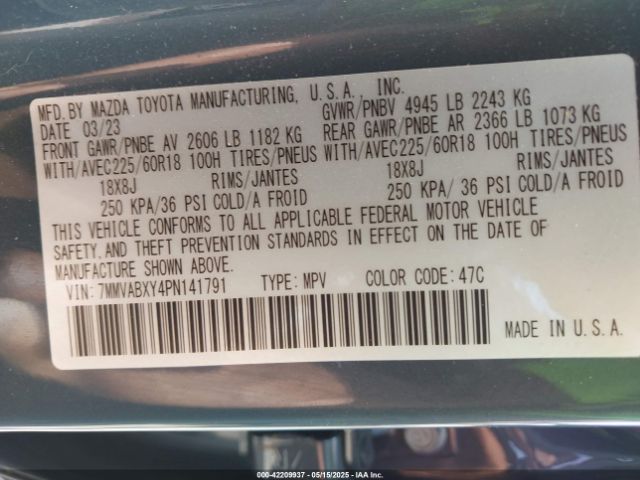 MFD. BY MAZDA TOYOTA MANUFACTURING, U.S.A., INC.
DATE 03/23 GVWR/PNBV 4945 LB 2243 KG
FRONT GAWR/PNBE AV 2606 LB 1182 KG REAR GAWR/PNBE AR 2366 LB 1073 KG
WITH/AVEC225/60R18 100H TIRES/PNEUS WITH/AVEC225/60R18 100H TIRES/PNEUS
18X8J RIMS/JANTES 18X8J RIMS/JANTES
250 KPA/36 PSI COLD/A FROID 250 KPA/ 36 PSI COLD/A FROID
THIS VEHICLE CONFORMS TO ALL APPLICABLE FEDERAL MOTOR VEHICLE
SAFETY, AND THEFT PREVENTION STANDARDS IN EFFECT ON THE DATE OF
MANUFACTURE SHOWN ABOVE.
VIN:7MMVABXY4PN141791 TYPE: MPV COLOR CODE: 47C
MADE IN U.S.A.
000-42209937 - 05/15/2025 - IAA Inc.